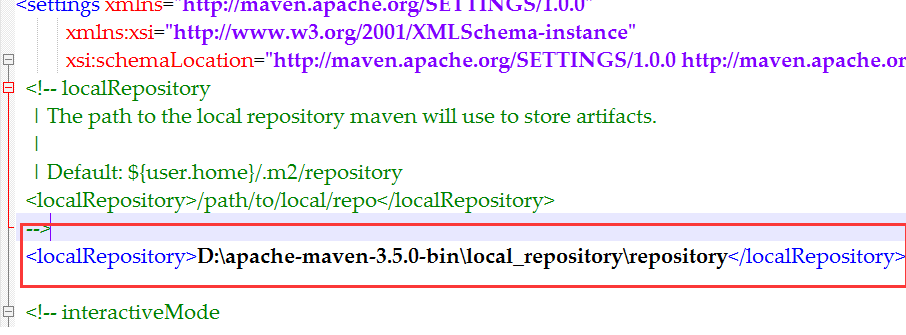 <settings xmlns="http://maven.apache.org/SETTINGS/1.0.0"
xmlns:xsi="http://www.w3.org/2001/XMLSchema-instance"
xsi:schemaLocation="http://maven.apache.org/SETTINGS/1.0.0 http://maven.apache.or
<!-- localRepository
| The path to the local repository maven will use to store artifacts.
|
| Default: ${user.home}/.m2/repository
<localRepository>/path/to/local/repo</localRepository>
-->
<localRepository>D:\apache-maven-3.5.0-bin\local_repository\repository</localRepository>
<!-- interactiveMode